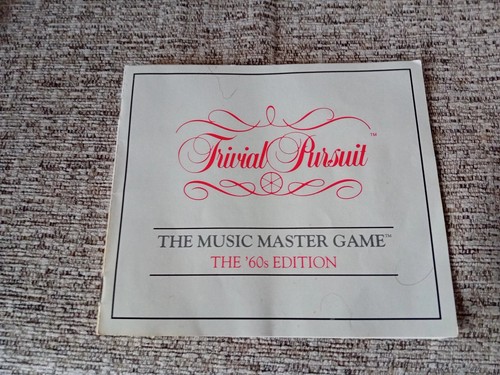 Trivial Pursuit™
THE MUSIC MASTER GAME™
THE '60s EDITION